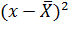 (x − X̄)²